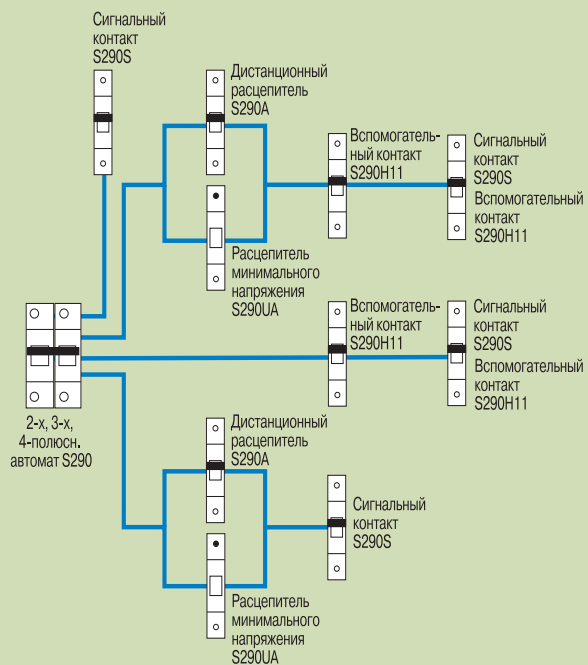 Сигнальный
контакт
S290S
Дистанционный
расцепитель
S290A
Вспомогатель-
ный контакт
S290H11
Сигнальный
контакт
S290S
Вспомогательный
контакт
S290H11
Расцепитель
минимального
напряжения
S290UA
Вспомогатель-
ный контакт
S290H11
Сигнальный
контакт
S290S
Вспомогательный
контакт
S290H11
2-х, 3-х,
4-полюсн.
автомат S290
Дистанционный
расцепитель
S290A
Сигнальный
контакт
S290S
Расцепитель
минимального
напряжения
S290UA